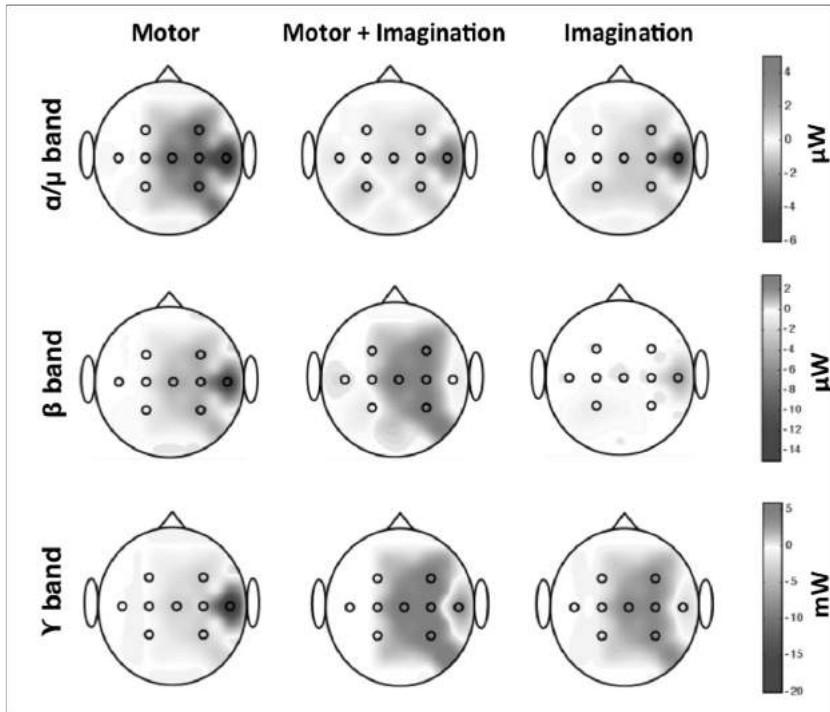 Motor
Motor + Imagination
Imagination
α/μ band
4
2
0
-2
-4
-6
μW
β band
2
0
-2
-4
-6
-8
-10
-12
-14
μW
ϒ band
5
0
-5
-10
-15
-20
mW